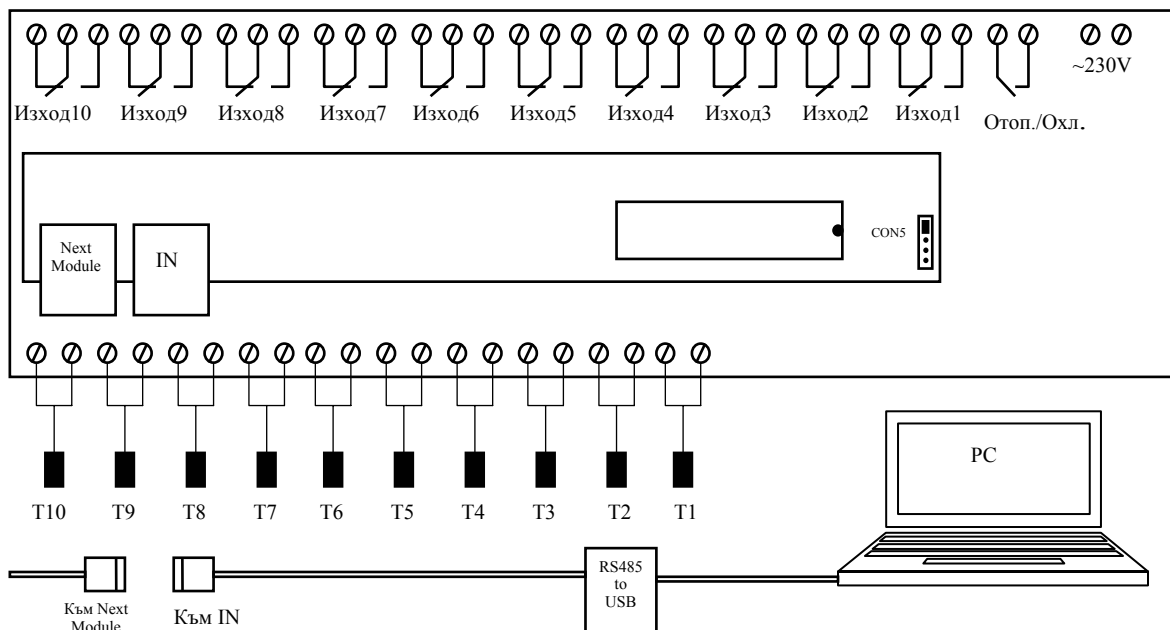 ~230V
Изход10 Изход9 Изход8 Изход7 Изход6 Изход5 Изход4 Изход3 Изход2 Изход1 Отоп./Охл.
Next
Module
IN
CON5
T10 T9 T8 T7 T6 T5 T4 T3 T2 T1
PC
RS485
to
USB
Към Next
Module
Към IN